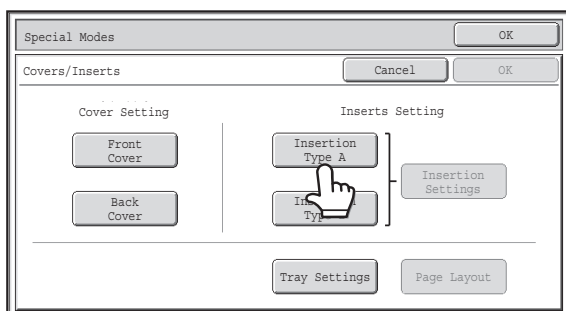 Special Modes
OK
Covers/Inserts
Cancel
OK
Cover Setting
Inserts Setting
Front
Cover
Insertion
Type A
Insertion
Settings
Back
Cover
Tray Settings
Page Layout